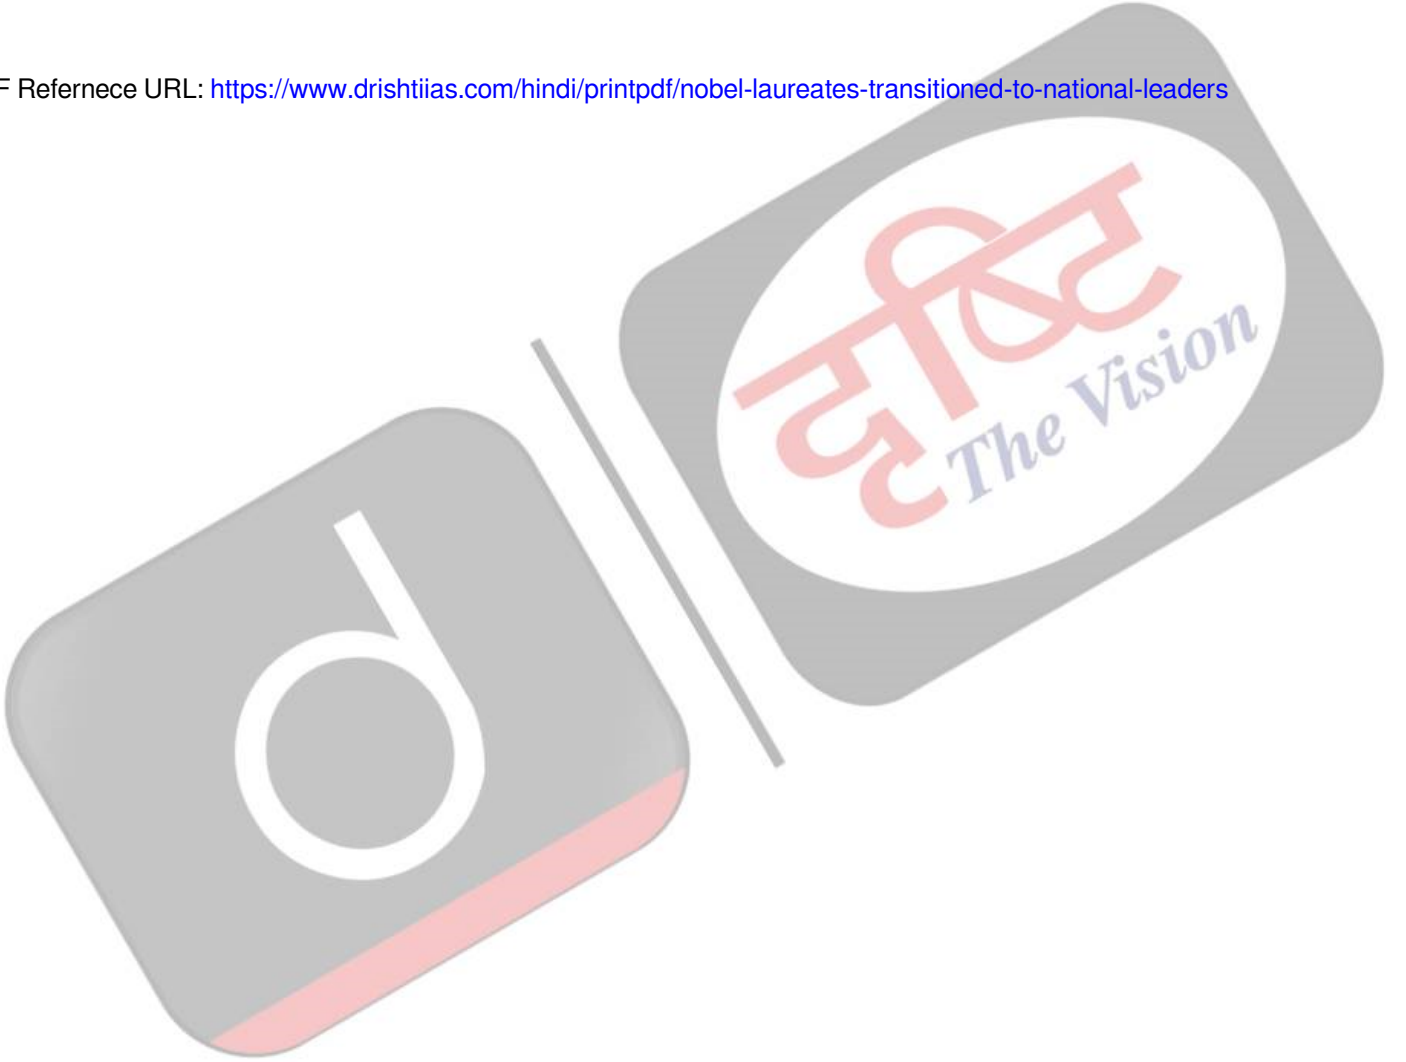 F Refernece URL: https://www.drishtiias.com/hindi/printpdf/nobel-laureates-transitioned-to-national-leaders
दृष्टि
The Vision
d